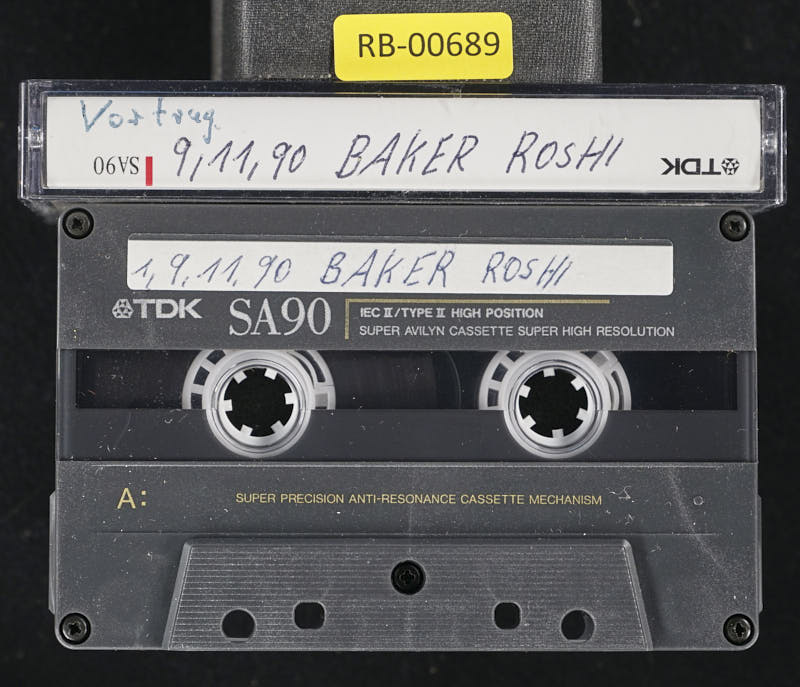 RB-00689
Vortrag
9,11,90 BAKER ROSHI
SA90
TDK
1, 9.11.90 BAKER ROSHI
TDK SA90
IEC II/TYPE II HIGH POSITION
SUPER AVILYN CASSETTE SUPER HIGH RESOLUTION
A:
SUPER PRECISION ANTI-RESONANCE CASSETTE MECHANISM